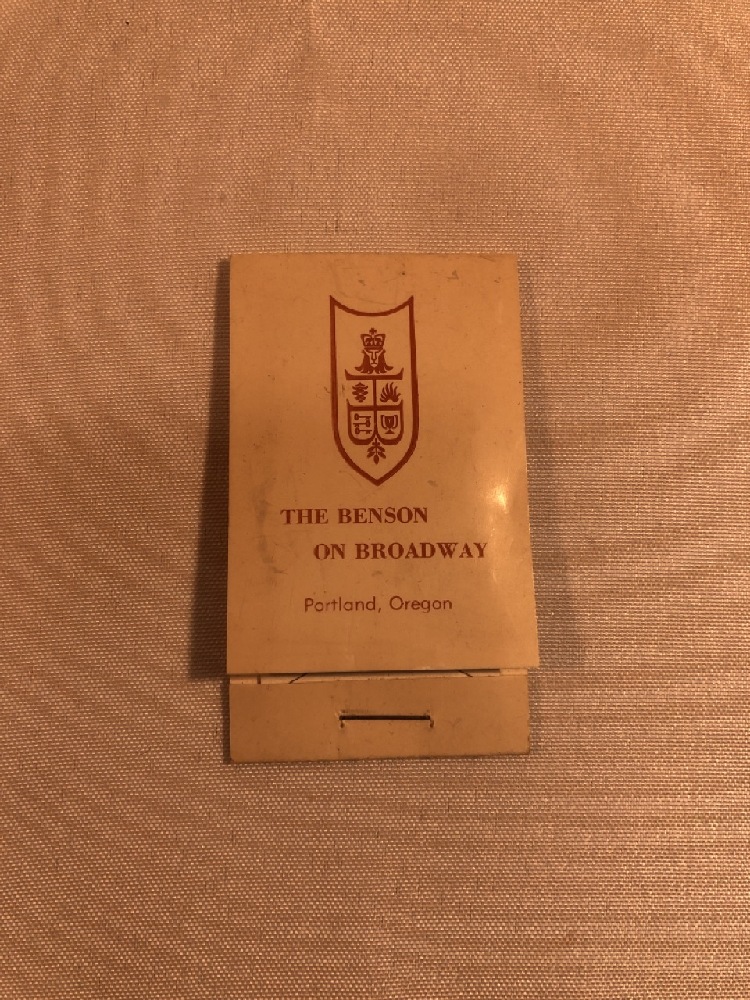 THE BENSON
ON BROADWAY
Portland, Oregon